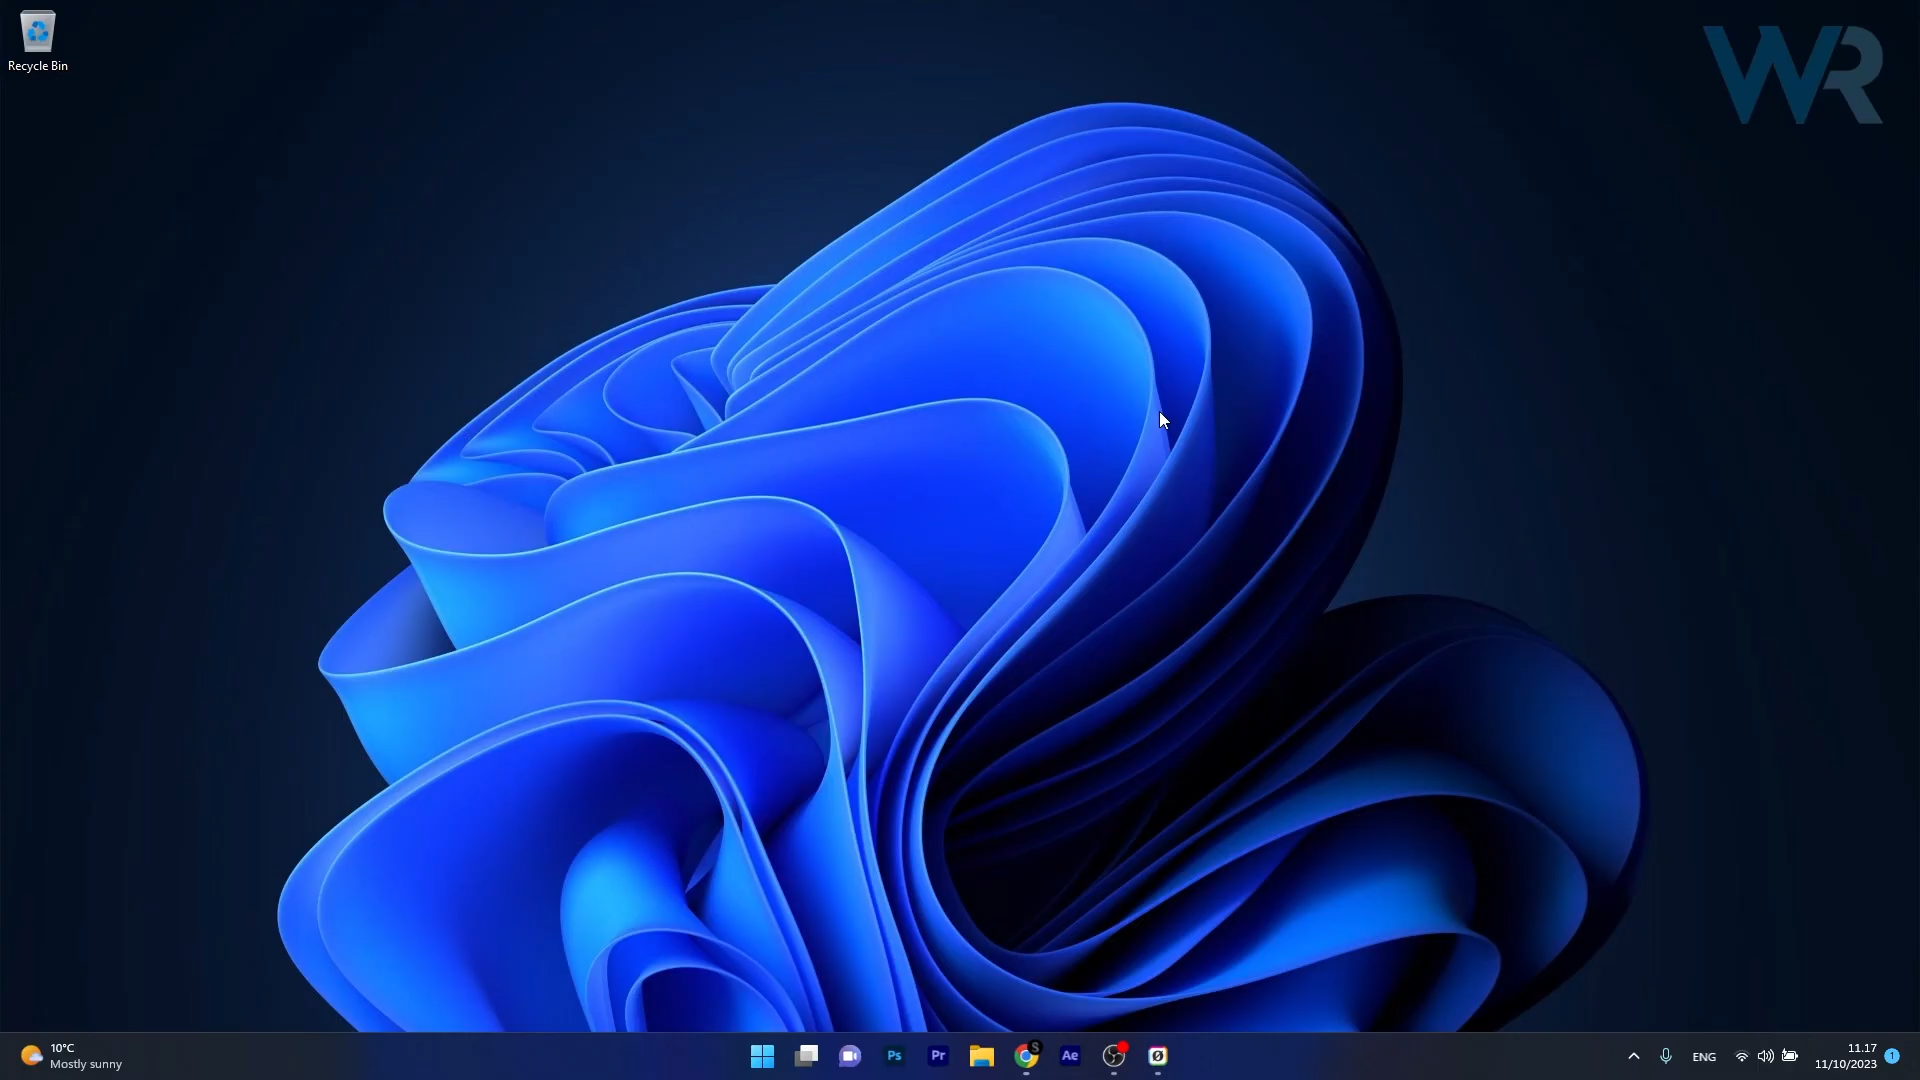 Recycle Bin
WR
10°C
Mostly sunny
Ps
Pr
S
Ae
ENG
11.17
11/10/2023
1